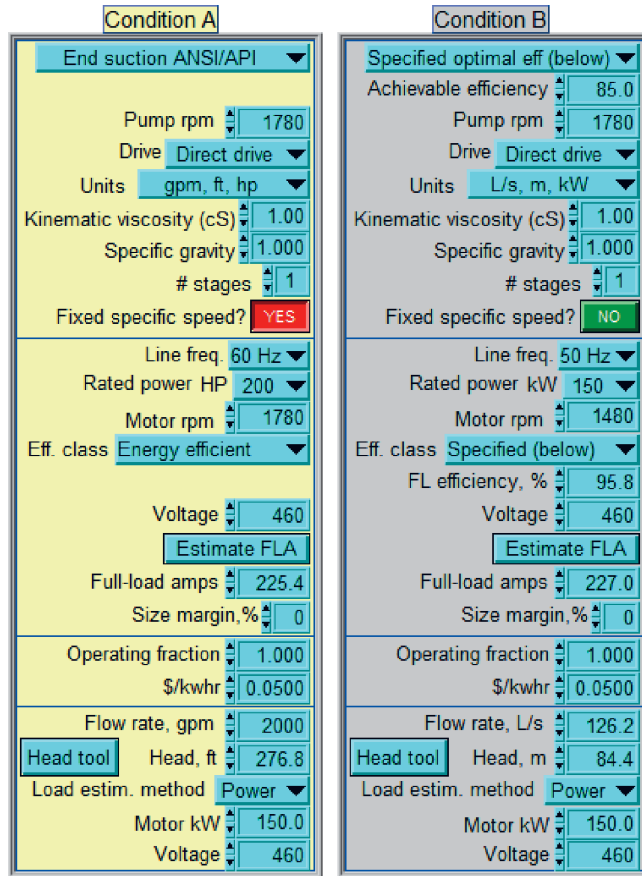 Condition A
End suction ANSI/API
Pump rpm 1780
Drive Direct drive
Units gpm, ft, hp
Kinematic viscosity (cS) 1.00
Specific gravity 1.000
# stages 1
Fixed specific speed? YES
Line freq. 60 Hz
Rated power HP 200
Motor rpm 1780
Eff. class Energy efficient
Voltage 460
Estimate FLA
Full-load amps 225.4
Size margin,% 0
Operating fraction 1.000
$/kwhr 0.0500
Flow rate, gpm 2000
Head tool Head, ft 276.8
Load estim. method Power
Motor kW 150.0
Voltage 460
Condition B
Specified optimal eff (below)
Achievable efficiency 85.0
Pump rpm 1780
Drive Direct drive
Units L/s, m, kW
Kinematic viscosity (cS) 1.00
Specific gravity 1.000
# stages 1
Fixed specific speed? NO
Line freq. 50 Hz
Rated power kW 150
Motor rpm 1480
Eff. class Specified (below)
FL efficiency, % 95.8
Voltage 460
Estimate FLA
Full-load amps 227.0
Size margin,% 0
Operating fraction 1.000
$/kwhr 0.0500
Flow rate, L/s 126.2
Head tool Head, m 84.4
Load estim. method Power
Motor kW 150.0
Voltage 460